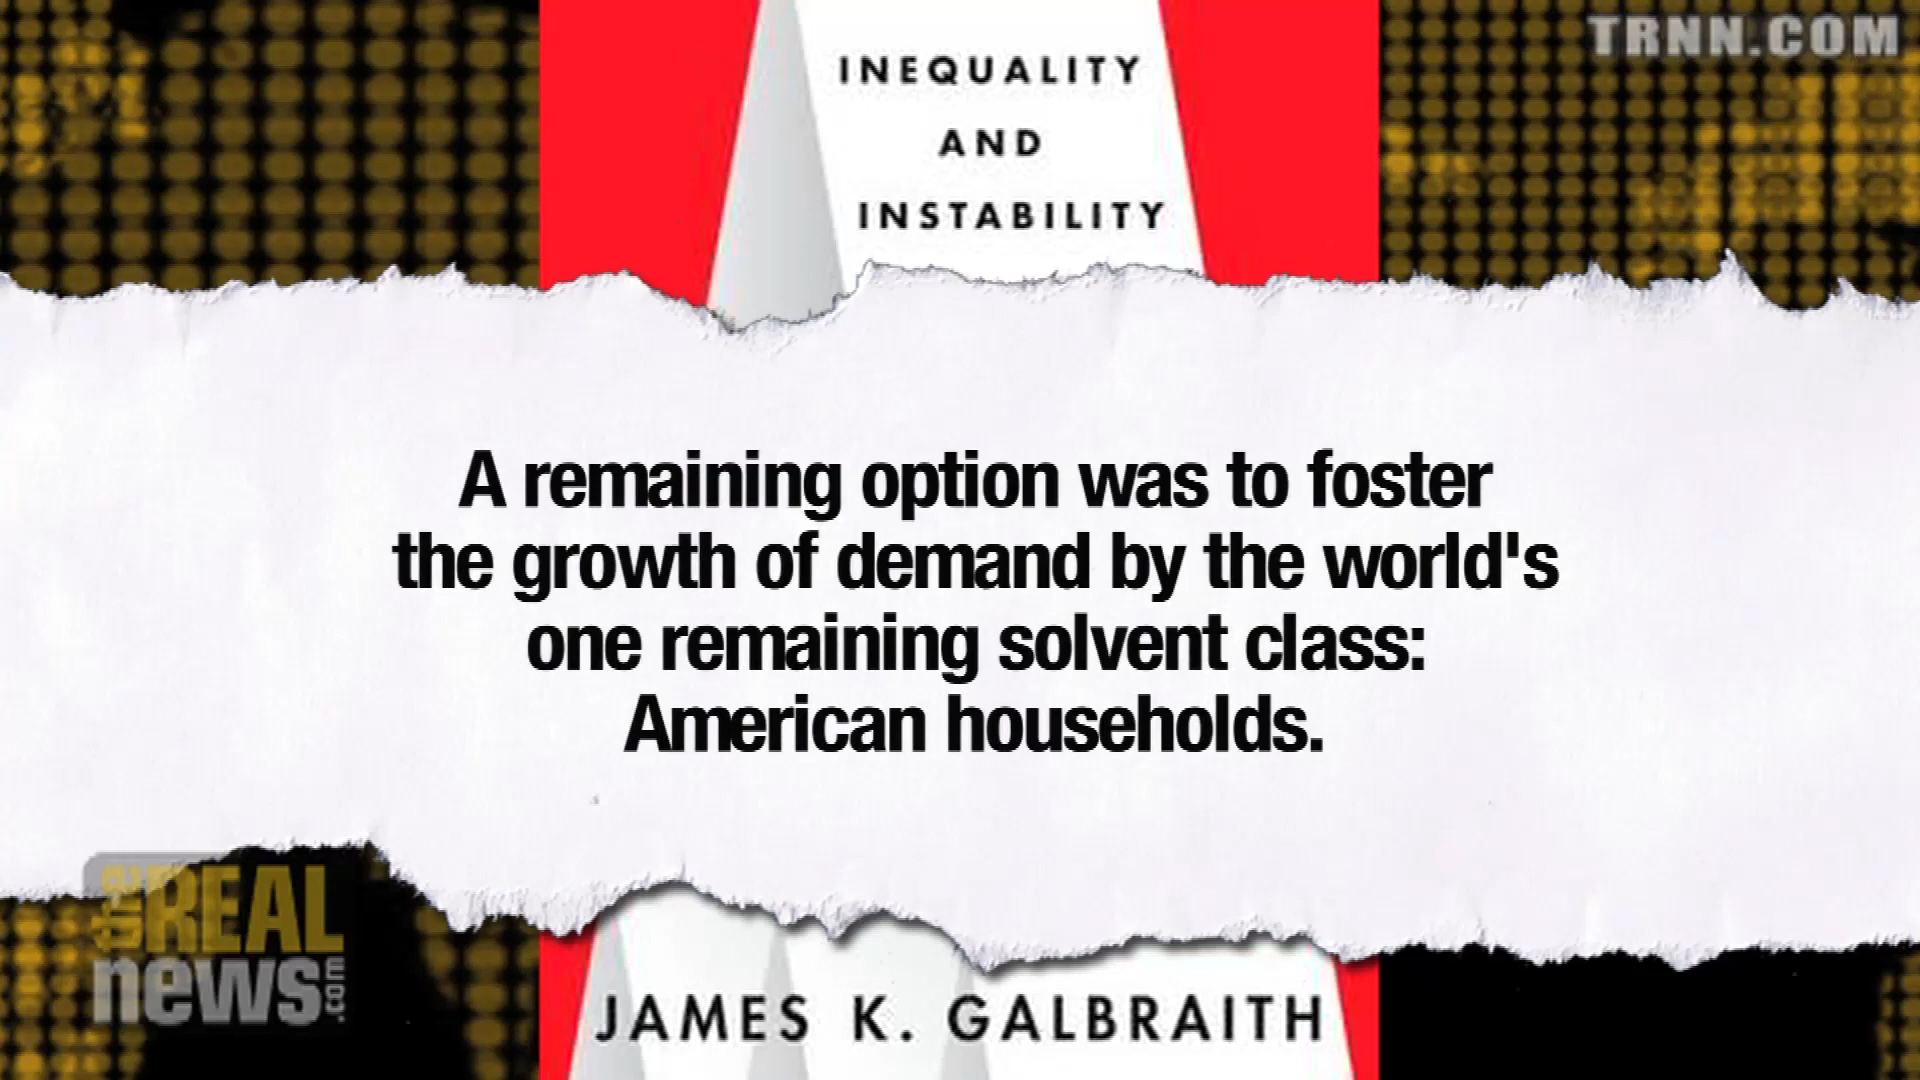 TRNN.COM
INEQUALITY
AND
INSTABILITY
A remaining option was to foster
the growth of demand by the world's
one remaining solvent class:
American households.
the REAL
news.com
JAMES K. GALBRAITH